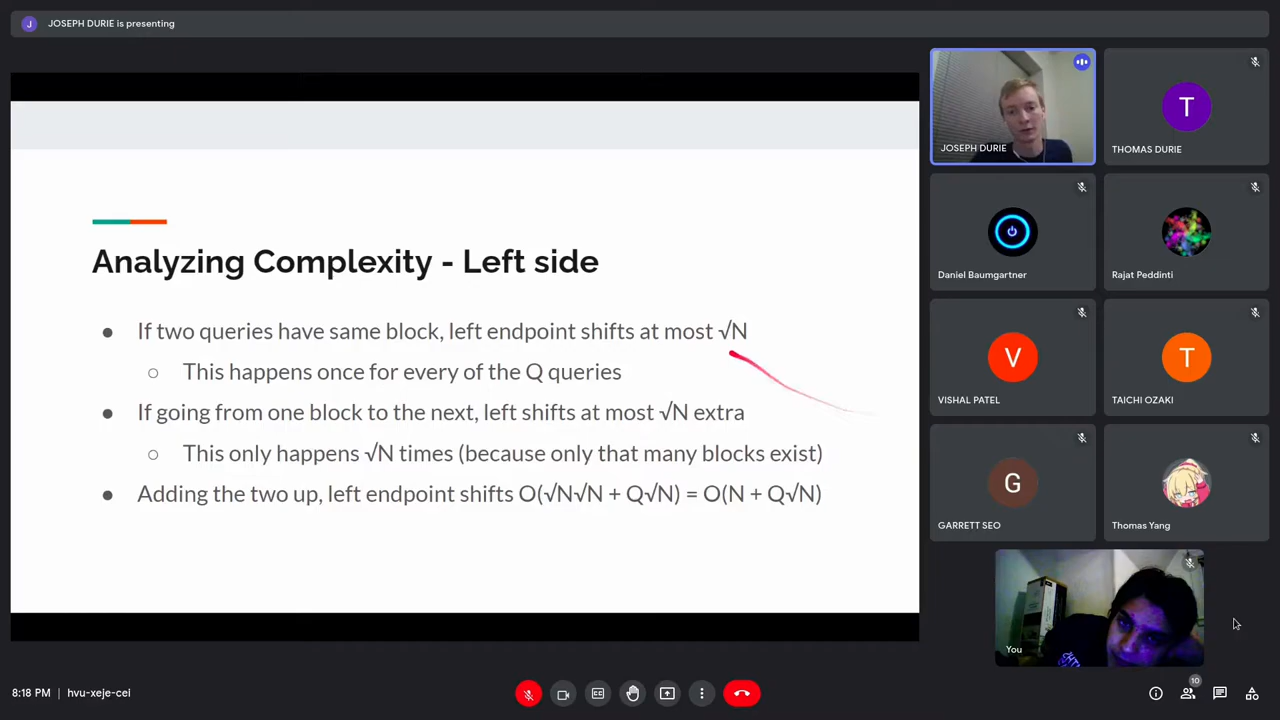 J JOSEPH DURIE is presenting
Analyzing Complexity - Left side
● If two queries have same block, left endpoint shifts at most √N
○ This happens once for every of the Q queries
● If going from one block to the next, left shifts at most √N extra
○ This only happens √N times (because only that many blocks exist)
● Adding the two up, left endpoint shifts O(√N√N + Q√N) = O(N + Q√N)
JOSEPH DURIE
T
THOMAS DURIE
Daniel Baumgartner
Rajat Peddinti
V
VISHAL PATEL
T
TAICHI OZAKI
G
GARRETT SEO
Thomas Yang
You
8:18 PM | hvu-xeje-cei
CC
10